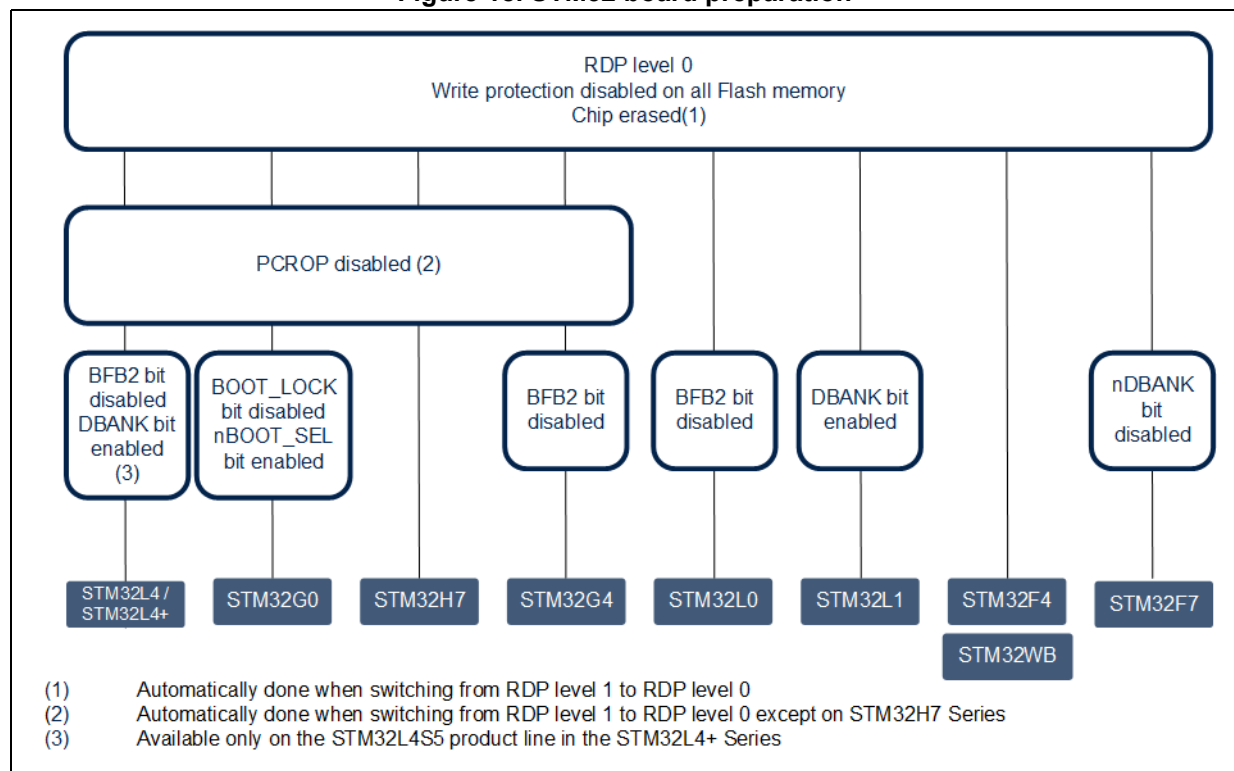 RDP level 0
Write protection disabled on all Flash memory
Chip erased(1)
PCROP disabled (2)
BFB2 bit
disabled
DBANK bit
enabled
(3)
BOOT_LOCK
bit disabled
nBOOT_SEL
bit enabled
BFB2 bit
disabled
BFB2 bit
disabled
DBANK bit
enabled
nDBANK
bit
disabled
STM32L4 /
STM32L4+
STM32G0
STM32H7
STM32G4
STM32L0
STM32L1
STM32F4
STM32F7
STM32WB
(1) Automatically done when switching from RDP level 1 to RDP level 0
(2) Automatically done when switching from RDP level 1 to RDP level 0 except on STM32H7 Series
(3) Available only on the STM32L4S5 product line in the STM32L4+ Series